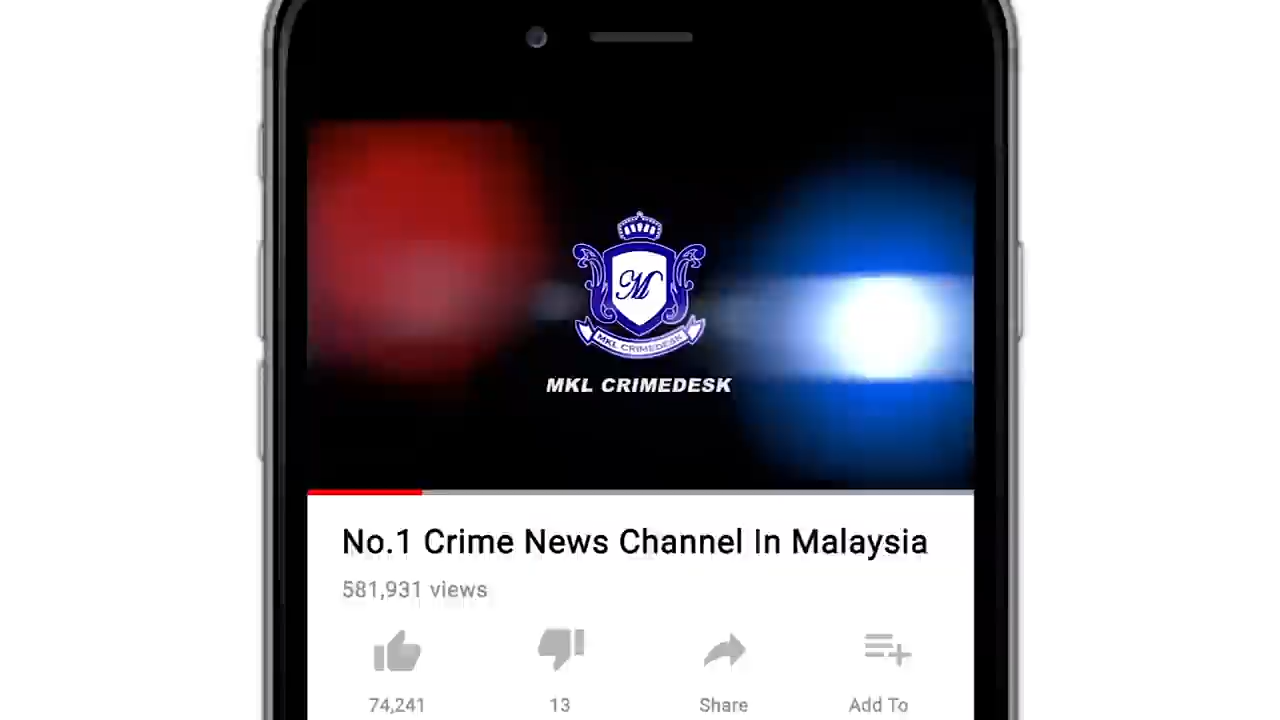 M
MKL CRIMEDESK
MKL CRIMEDESK
No.1 Crime News Channel In Malaysia
581,931 views
74,241
13
Share
Add To